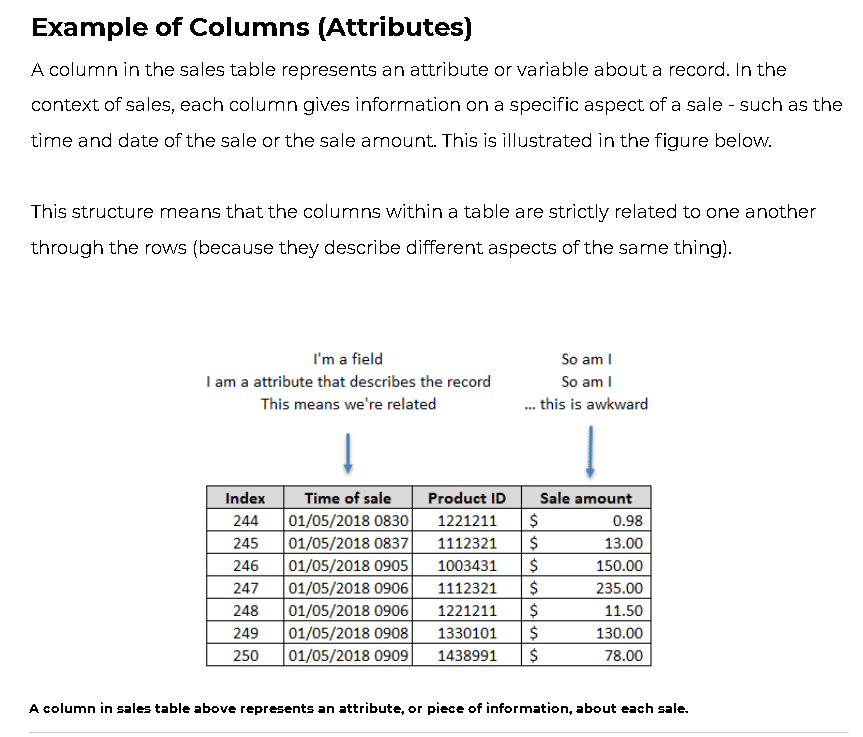 Example of Columns (Attributes)
A column in the sales table represents an attribute or variable about a record. In the
context of sales, each column gives information on a specific aspect of a sale - such as the
time and date of the sale or the sale amount. This is illustrated in the figure below.
This structure means that the columns within a table are strictly related to one another
through the rows (because they describe different aspects of the same thing).
I'm a field So am I
I am a attribute that describes the record So am I
This means we're related ... this is awkward
Index Time of sale Product ID Sale amount
244 01/05/2018 0830 1221211 $ 0.98
245 01/05/2018 0837 1112321 $ 13.00
246 01/05/2018 0905 1003431 $ 150.00
247 01/05/2018 0906 1112321 $ 235.00
248 01/05/2018 0906 1221211 $ 11.50
249 01/05/2018 0908 1330101 $ 130.00
250 01/05/2018 0909 1438991 $ 78.00
A column in sales table above represents an attribute, or piece of information, about each sale.